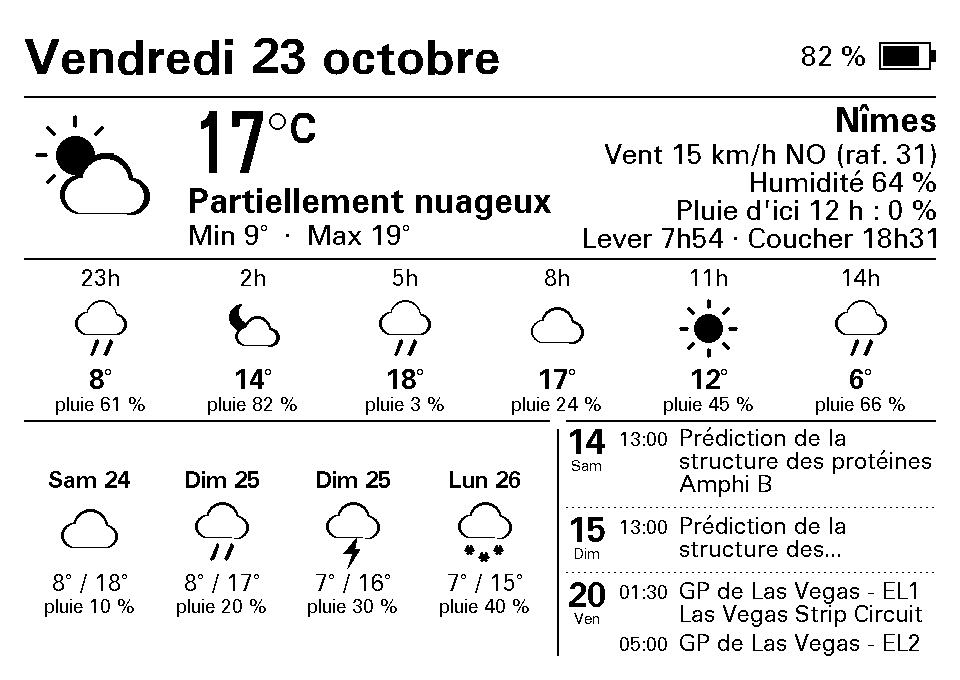 Vendredi 23 octobre
82 %
17°C
Partiellement nuageux
Min 9° · Max 19°
Nîmes
Vent 15 km/h NO (raf. 31)
Humidité 64 %
Pluie d'ici 12 h : 0 %
Lever 7h54 · Coucher 18h31
23h 2h 5h 8h 11h 14h
8° 14° 18° 17° 12° 6°
pluie 61 % pluie 82 % pluie 3 % pluie 24 % pluie 45 % pluie 66 %
Sam 24 Dim 25 Dim 25 Lun 26
8° / 18° 8° / 17° 7° / 16° 7° / 15°
pluie 10 % pluie 20 % pluie 30 % pluie 40 %
14 13:00 Prédiction de la
Sam structure des protéines
Amphi B
15 13:00 Prédiction de la
Dim structure des...
20 01:30 GP de Las Vegas - EL1
Ven Las Vegas Strip Circuit
05:00 GP de Las Vegas - EL2